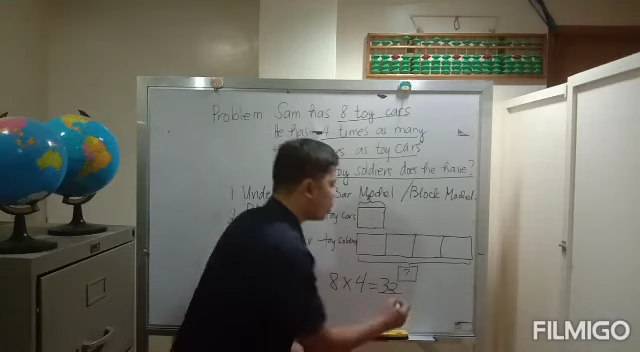 Problem Sam has 8 toy cars
He has 4 times as many
as toy cars
toy soldiers does he have?
1 Bar Model / Block Model
toy cars
toy soldiers
?
8 x 4 = 32
FILMIGO